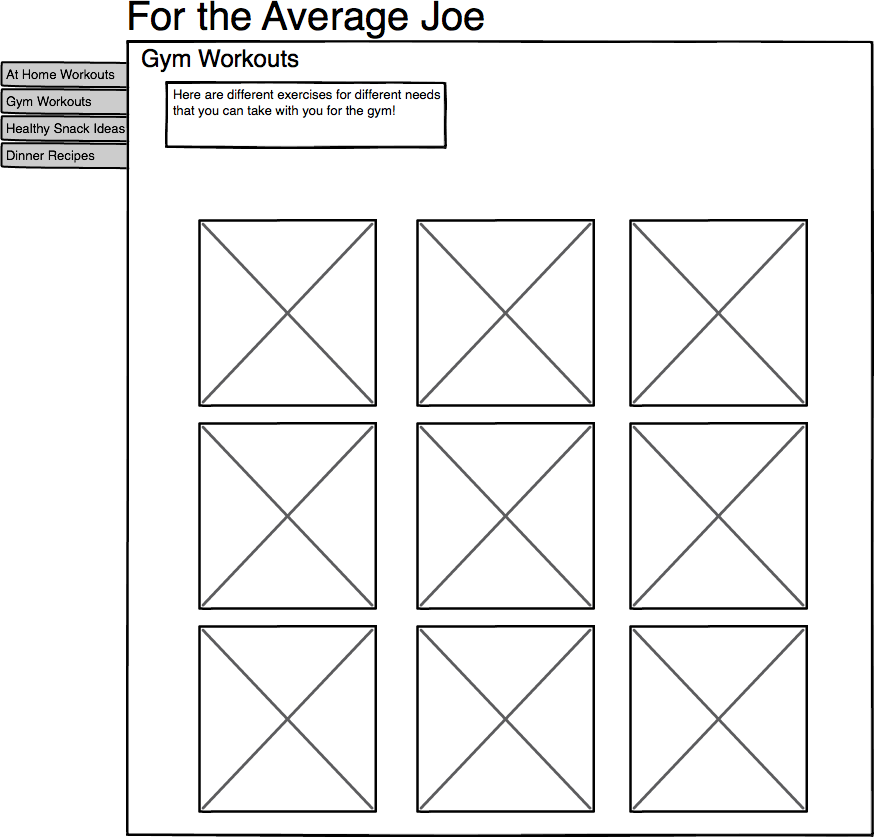 For the Average Joe
Gym Workouts
At Home Workouts
Gym Workouts
Healthy Snack Ideas
Dinner Recipes
Here are different exercises for different needs
that you can take with you for the gym!